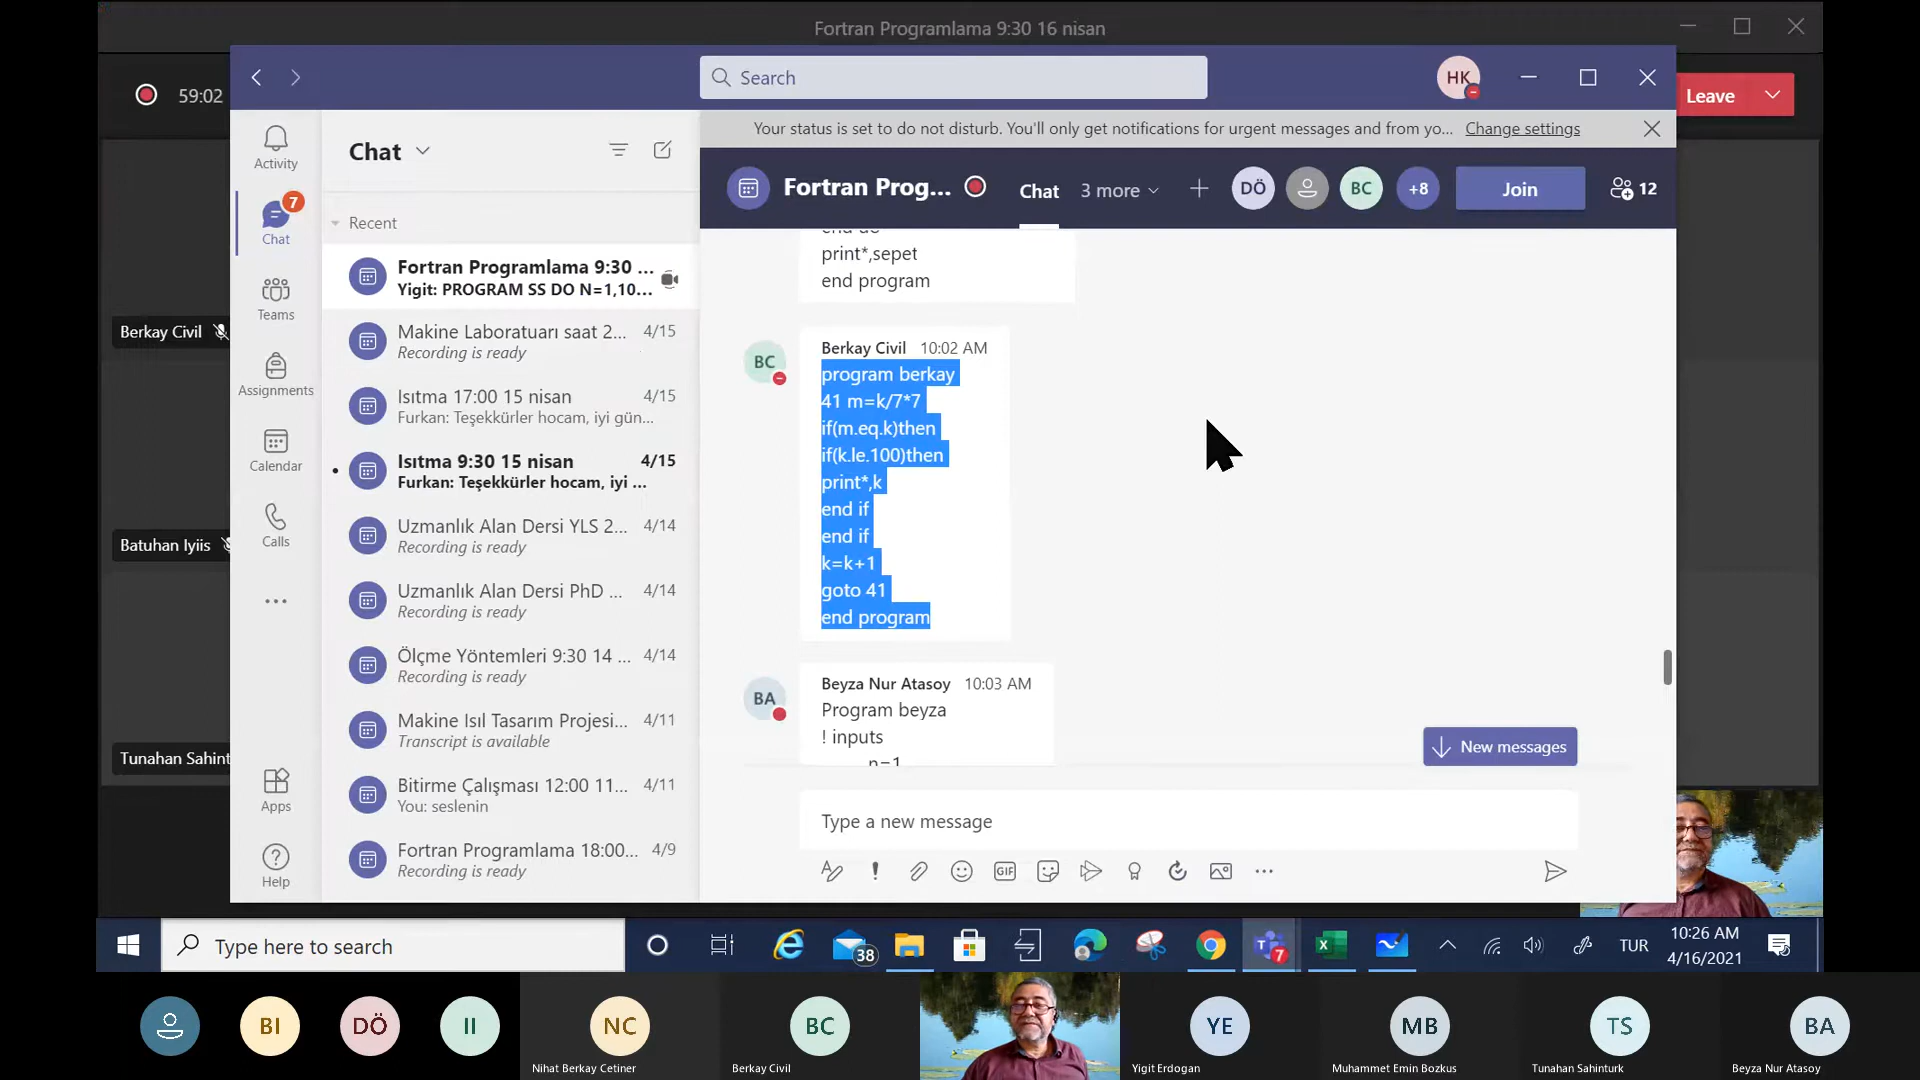 Fortran Programlama 9:30 16 nisan
59:02
Search
HK
Leave
Your status is set to do not disturb. You'll only get notifications for urgent messages and from yo...
Change settings
Activity
7
Chat
Teams
Assignments
Calendar
Calls
Apps
Help
Chat
Recent
Fortran Programlama 9:30 ...
Yigit: PROGRAM SS DO N=1,10...
Makine Laboratuarı saat 2... 4/15
Recording is ready
Isıtma 17:00 15 nisan 4/15
Furkan: Teşekkürler hocam, iyi gün...
Isıtma 9:30 15 nisan 4/15
Furkan: Teşekkürler hocam, iyi ...
Uzmanlık Alan Dersi YLS 2... 4/14
Recording is ready
Uzmanlık Alan Dersi PhD ... 4/14
Recording is ready
Ölçme Yöntemleri 9:30 14 ... 4/14
Recording is ready
Makine Isıl Tasarım Projesi... 4/11
Transcript is available
Bitirme Çalışması 12:00 11... 4/11
You: seslenin
Fortran Programlama 18:00... 4/9
Recording is ready
Fortran Prog...
Chat
3 more
DÖ
BC
+8
Join
12
end do
print*,sepet
end program
BC
Berkay Civil 10:02 AM
program berkay
41 m=k/7*7
if(m.eq.k)then
if(k.le.100)then
print*,k
end if
end if
k=k+1
goto 41
end program
BA
Beyza Nur Atasoy 10:03 AM
Program beyza
! inputs
n=1
New messages
Type a new message
GIF
Berkay Civil
Batuhan Iyiis
Tunahan Sahint
Type here to search
38
7
TUR
10:26 AM
4/16/2021
BI
DÖ
II
NC
Nihat Berkay Cetiner
BC
Berkay Civil
YE
Yigit Erdogan
MB
Muhammet Emin Bozkus
TS
Tunahan Sahinturk
BA
Beyza Nur Atasoy